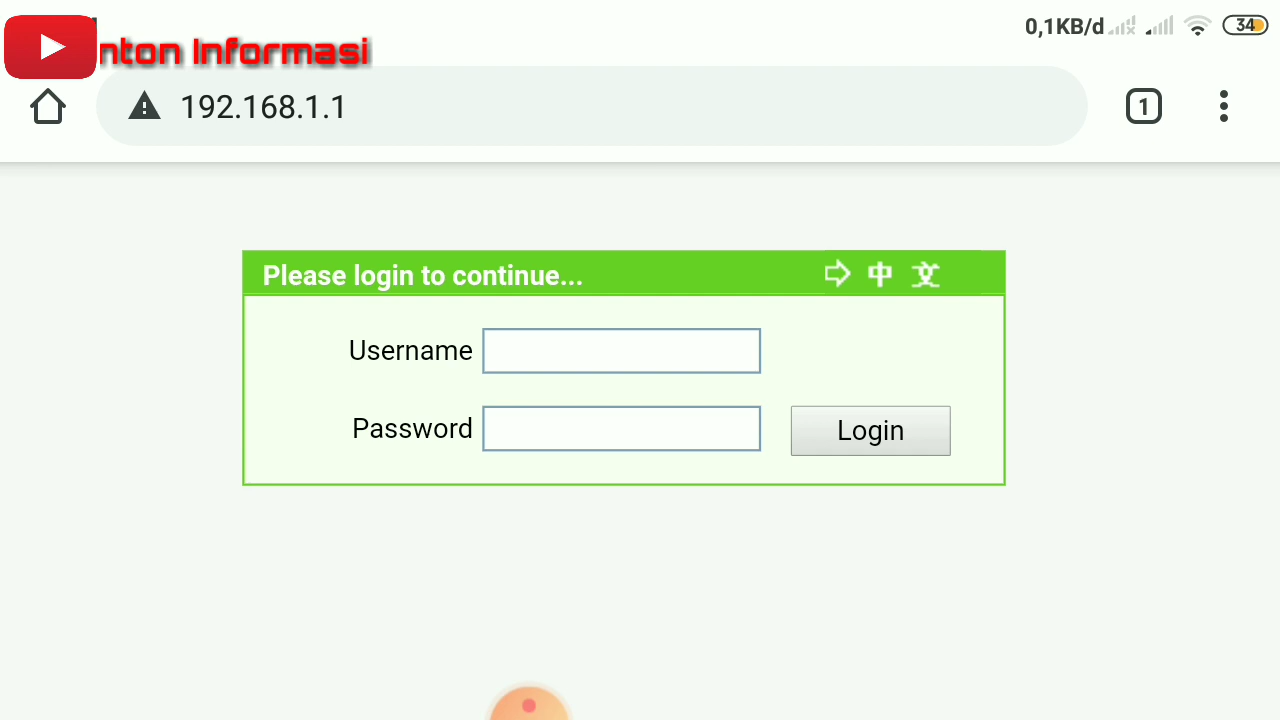 0,1KB/d 34
nton Informasi
192.168.1.1 1
Please login to continue... 中文
Username
Password Login